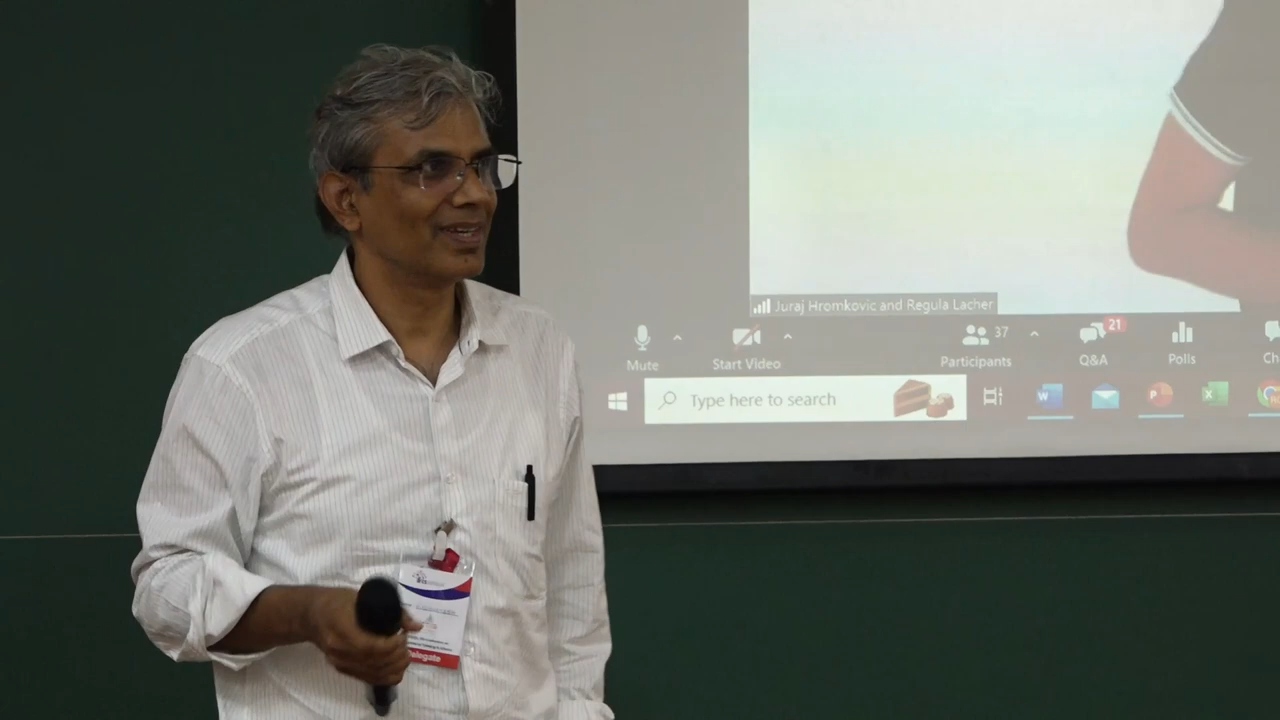 Juraj Hromkovic and Regula Lacher
37
21
Mute
Start Video
Participants
Q&A
Polls
Type here to search
Delegate